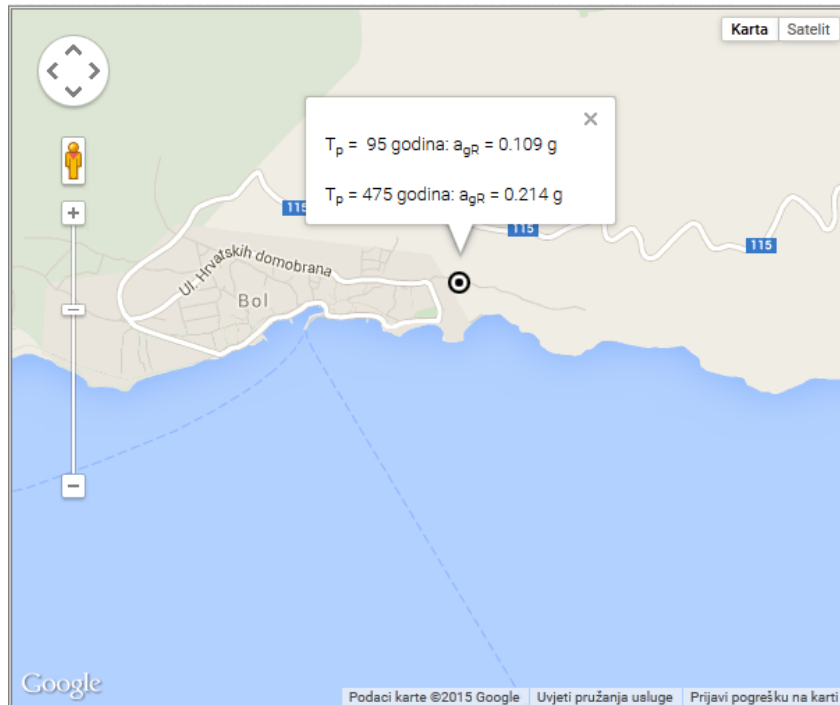 Karta Satelit
×
Tp = 95 godina: agR = 0.109 g
Tp = 475 godina: agR = 0.214 g
115
115
115
Ul. Hrvatskih domobrana
Bol
+
−
Google
Podaci karte ©2015 Google Uvjeti pružanja usluge Prijavi pogrešku na karti